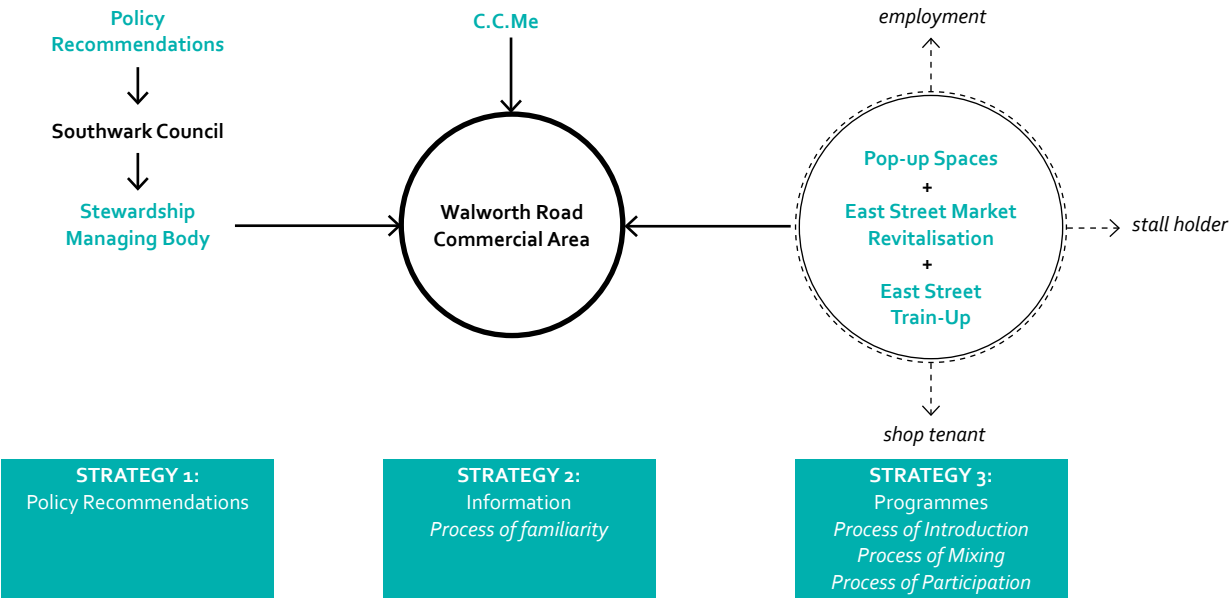 Policy
Recommendations
Southwark Council
Stewardship
Managing Body
C.C.Me
Walworth Road
Commercial Area
employment
Pop-up Spaces
+
East Street Market
Revitalisation
+
East Street
Train-Up
stall holder
shop tenant
STRATEGY 1:
Policy Recommendations
STRATEGY 2:
Information
Process of familiarity
STRATEGY 3:
Programmes
Process of Introduction
Process of Mixing
Process of Participation